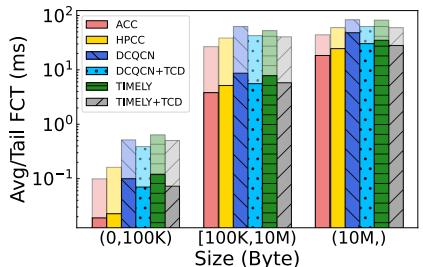 Avg/Tail FCT (ms)
10²
10¹
10⁰
10⁻¹
ACC
HPCC
DCQCN
DCQCN+TCD
TIMELY
TIMELY+TCD
(0,100K)
[100K,10M)
(10M,)
Size (Byte)